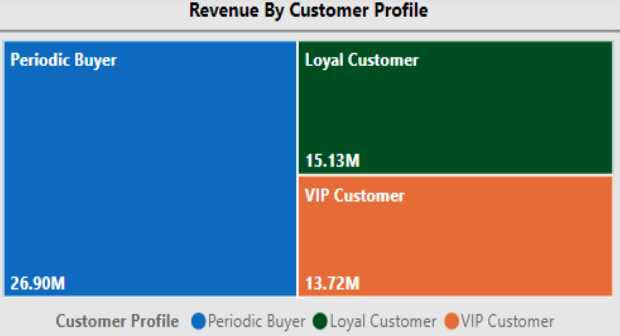 Revenue By Customer Profile
Periodic Buyer
26.90M
Loyal Customer
15.13M
VIP Customer
13.72M
Customer Profile Periodic Buyer Loyal Customer VIP Customer